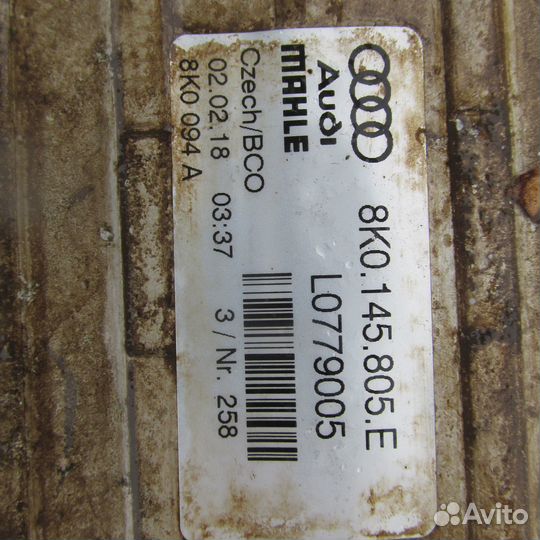 Audi
8K0.145.805.E
MAHLE
L0779005
Czech/BCO
02.02.18 03:37 3 / Nr. 258
8K0 094 A
Avito